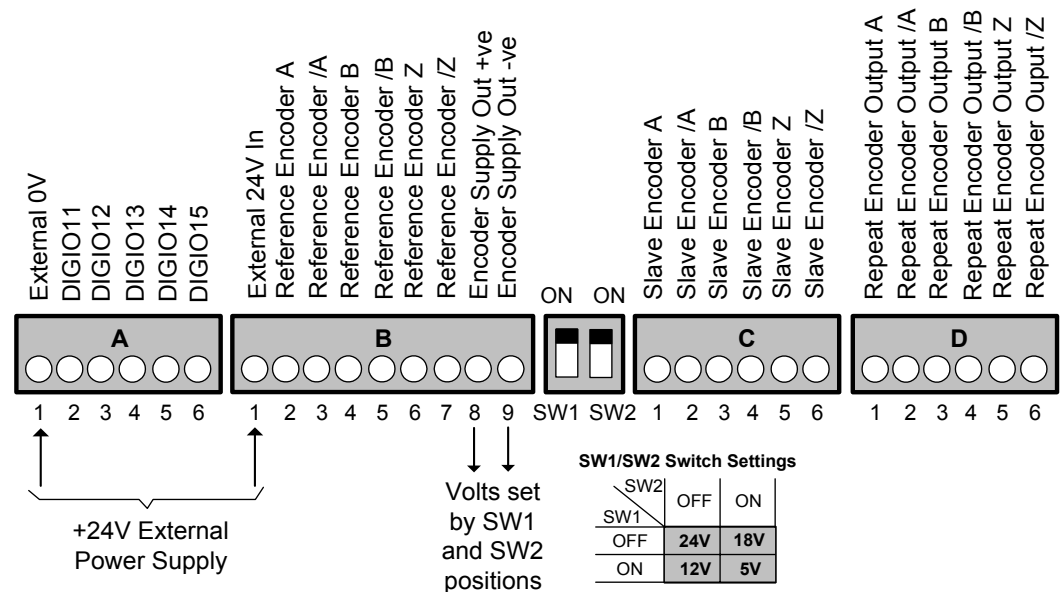 External 0V
DIGIO11
DIGIO12
DIGIO13
DIGIO14
DIGIO15
External 24V In
Reference Encoder A
Reference Encoder /A
Reference Encoder B
Reference Encoder /B
Reference Encoder Z
Reference Encoder /Z
Encoder Supply Out +ve
Encoder Supply Out -ve
ON ON
Slave Encoder A
Slave Encoder /A
Slave Encoder B
Slave Encoder /B
Slave Encoder Z
Slave Encoder /Z
Repeat Encoder Output A
Repeat Encoder Output /A
Repeat Encoder Output B
Repeat Encoder Output /B
Repeat Encoder Output Z
Repeat Encoder Ouput /Z
A B C D
1 2 3 4 5 6 1 2 3 4 5 6 7 8 9 SW1 SW2 1 2 3 4 5 6 1 2 3 4 5 6
+24V External
Power Supply
Volts set
by SW1
and SW2
positions
SW1/SW2 Switch Settings
SW2 OFF ON
SW1
OFF 24V 18V
ON 12V 5V